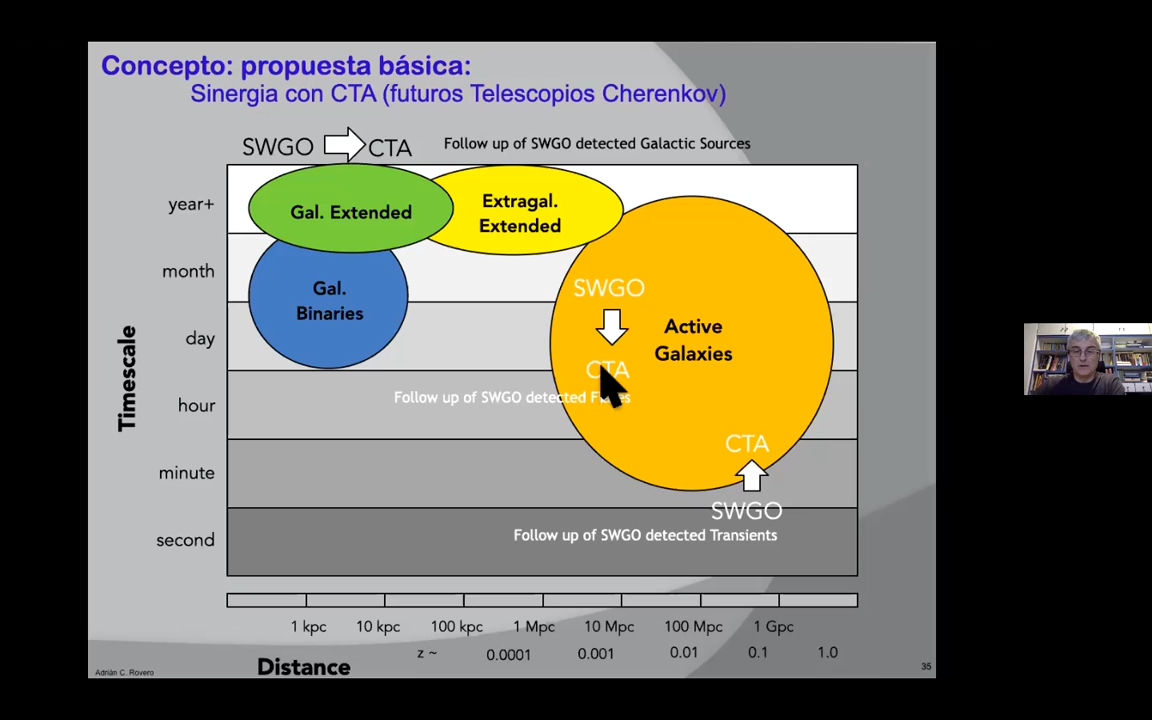 Concepto: propuesta básica:
Sinergia con CTA (futuros Telescopios Cherenkov)
SWGO CTA Follow up of SWGO detected Galactic Sources
year+
Gal. Extended
Extragal.
Extended
month
Gal.
Binaries
SWGO
day
Active
Galaxies
CTA
Timescale
hour
Follow up of SWGO detected
CTA
minute
SWGO
second
Follow up of SWGO detected Transients
1 kpc 10 kpc 100 kpc 1 Mpc 10 Mpc 100 Mpc 1 Gpc
z ~ 0.0001 0.001 0.01 0.1 1.0
Distance
Adrián C. Rovero
35